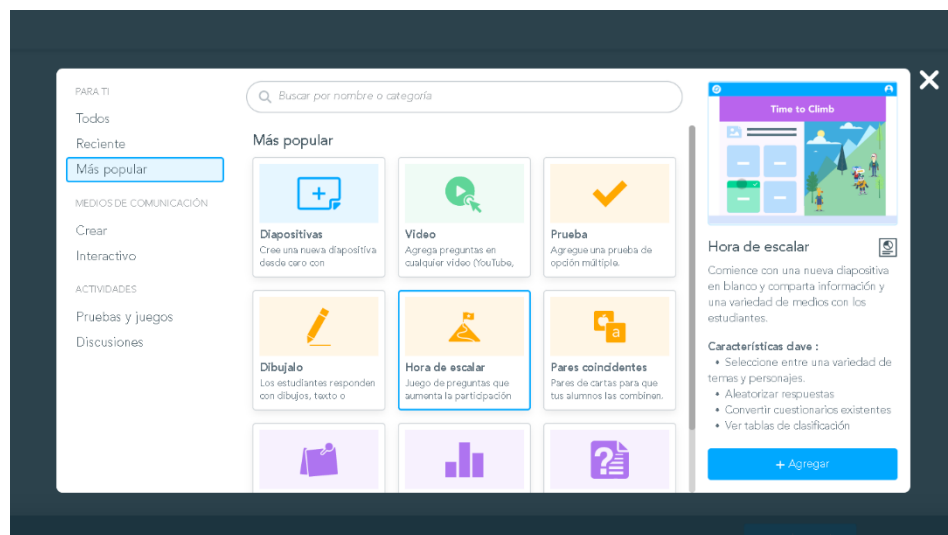 PARA TI
Todos
Reciente
Más popular
MEDIOS DE COMUNICACIÓN
Crear
Interactivo
ACTIVIDADES
Pruebas y juegos
Discusiones
Buscar por nombre o categoría
Más popular
Diapositivas
Cree una nueva diapositiva
desde cero con
Video
Agrega preguntas en
cualquier vídeo (YouTube,
Prueba
Agregue una prueba de
opción múltiple.
Dibujalo
Los estudiantes responden
con dibujos, texto o
Hora de escalar
Juego de preguntas que
aumenta la participación
Pares coincidentes
Pares de cartas para que
tus alumnos las combinen.
Time to Climb
Hora de escalar
Comience con una nueva diapositiva
en blanco y comparta información y
una variedad de medios con los
estudiantes.
Características clave :
• Seleccione entre una variedad de
temas y personajes.
• Aleatorizar respuestas
• Convertir cuestionarios existentes
• Ver tablas de clasificación
+ Agregar